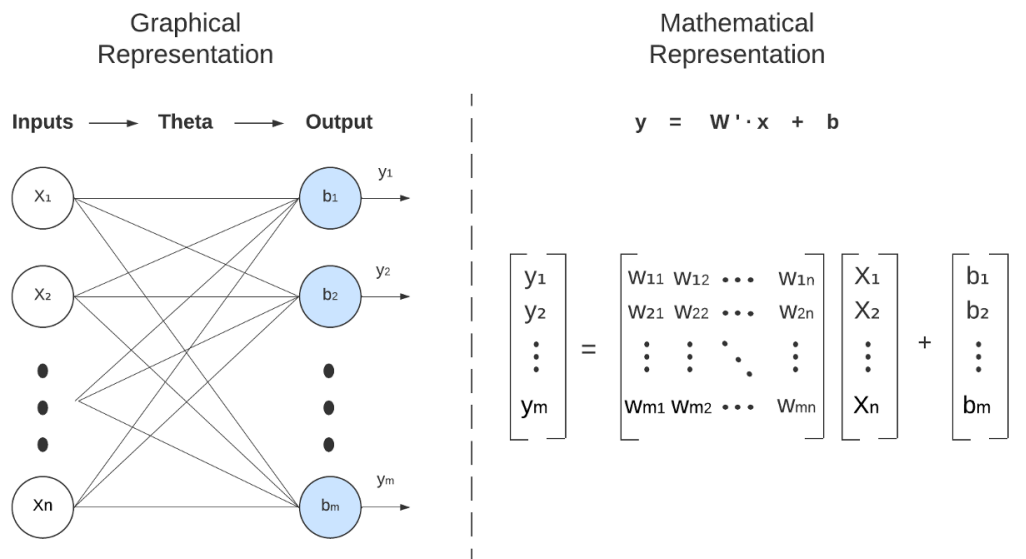 Graphical
Representation
Mathematical
Representation
Inputs Theta Output
y = W ' · x + b
X₁ b₁ y₁
X₂ b₂ y₂
Xn bm ym
y₁ = W₁₁ W₁₂ ••• W₁n X₁ + b₁
y₂ W₂₁ W₂₂ ••• W₂n X₂ b₂
⋮ ⋮ ⋮ ⋱ ⋮ ⋮ ⋮
ym Wm1 Wm2 ••• Wmn Xn bm